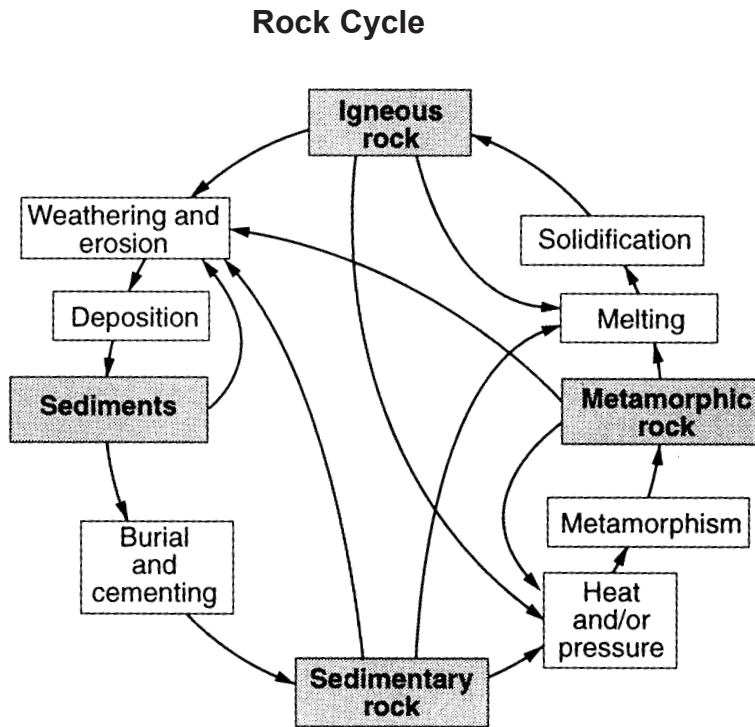 Rock Cycle
Igneous
rock
Weathering and
erosion
Solidification
Deposition
Melting
Sediments
Metamorphic
rock
Burial
and
cementing
Metamorphism
Heat
and/or
pressure
Sedimentary
rock